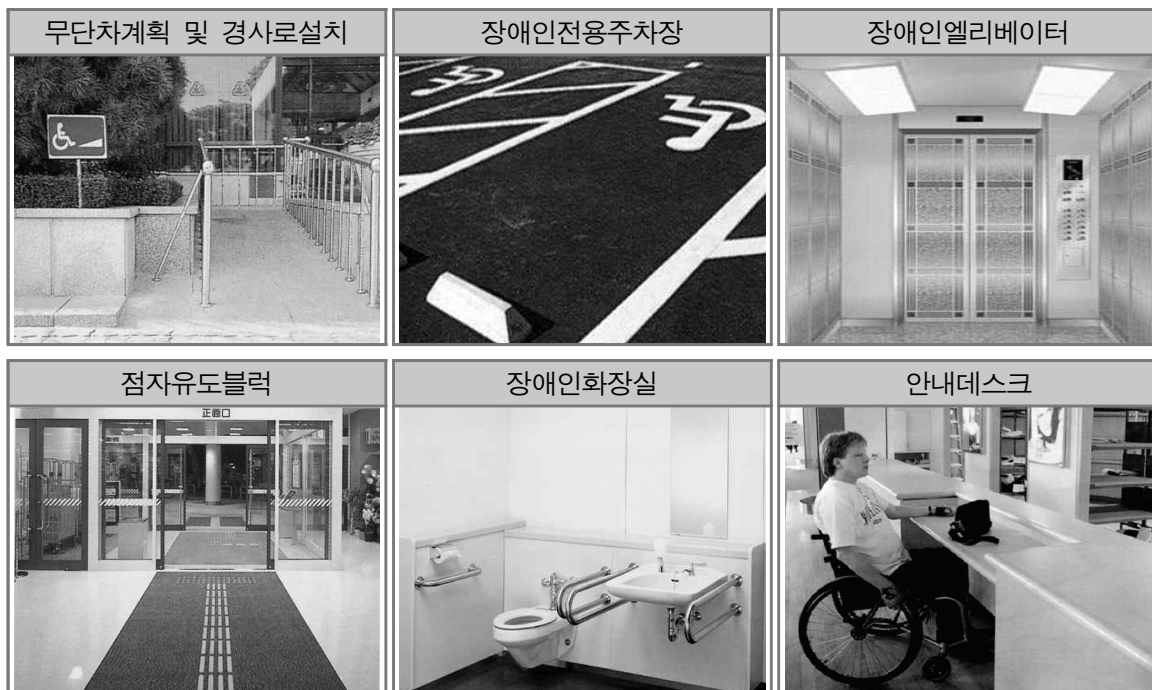 무단차계획 및 경사로설치
장애인전용주차장
장애인엘리베이터
점자유도블럭
장애인화장실
안내데스크
正面口